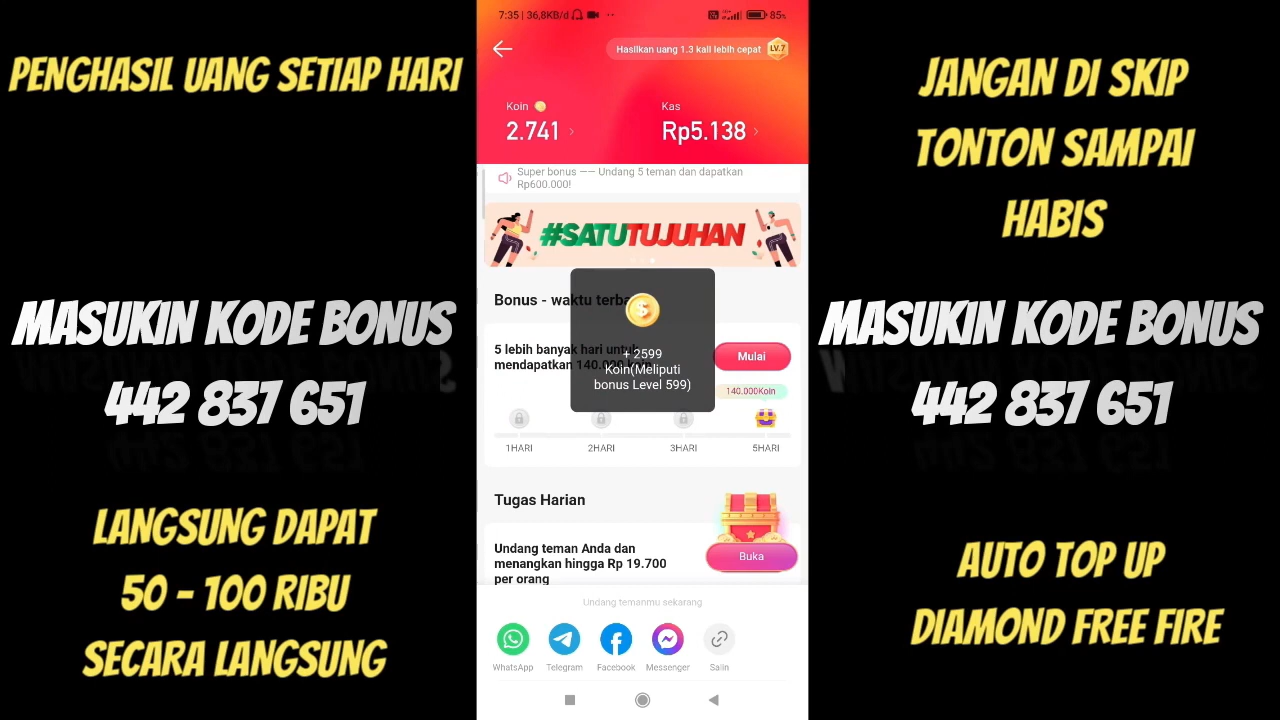 PENGHASIL UANG SETIAP HARI
MASUKIN KODE BONUS
442 837 651
LANGSUNG DAPAT
50 - 100 RIBU
SECARA LANGSUNG
7:35 | 36,8KB/d
85%
Hasilkan uang 1.3 kali lebih cepat
LV.7
Koin
Kas
2.741
Rp5.138
Super bonus —— Undang 5 teman dan dapatkan
Rp600.000!
#SATUTUJUHAN
Bonus - waktu terba
+ 2599
Koin(Meliputi
bonus Level 599)
5 lebih banyak hari untuk
mendapatkan 140.000 koin
Mulai
140.000Koin
1HARI
2HARI
3HARI
5HARI
Tugas Harian
Undang teman Anda dan
menangkan hingga Rp 19.700
per orang
Buka
Undang temanmu sekarang
WhatsApp
Telegram
Facebook
Messenger
Salin
JANGAN DI SKIP
TONTON SAMPAI
HABIS
MASUKIN KODE BONUS
442 837 651
AUTO TOP UP
DIAMOND FREE FIRE